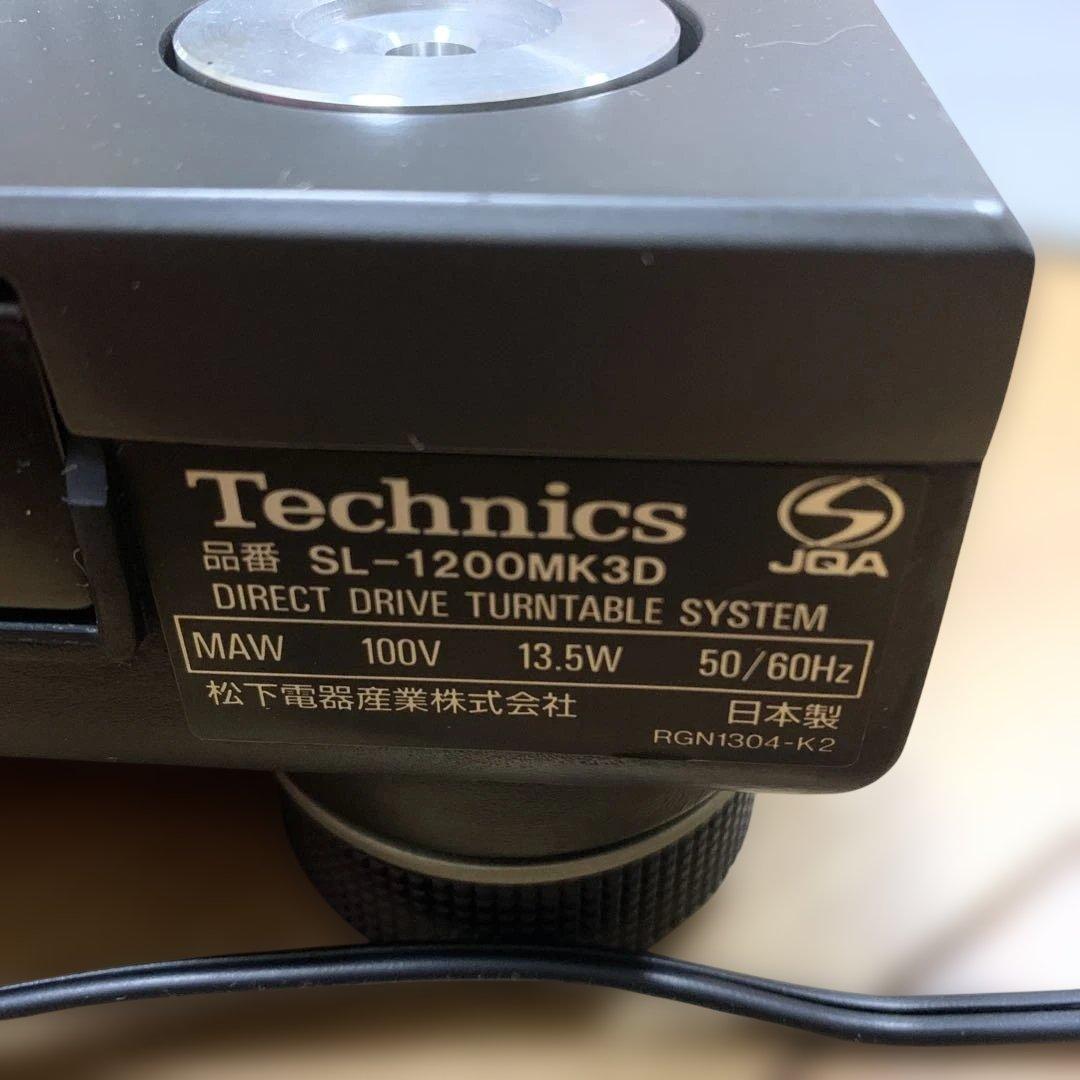 Technics
JQA
品番 SL-1200MK3D
DIRECT DRIVE TURNTABLE SYSTEM
MAW 100V 13.5W 50/60Hz
松下電器産業株式会社 日本製
RGN1304-K2